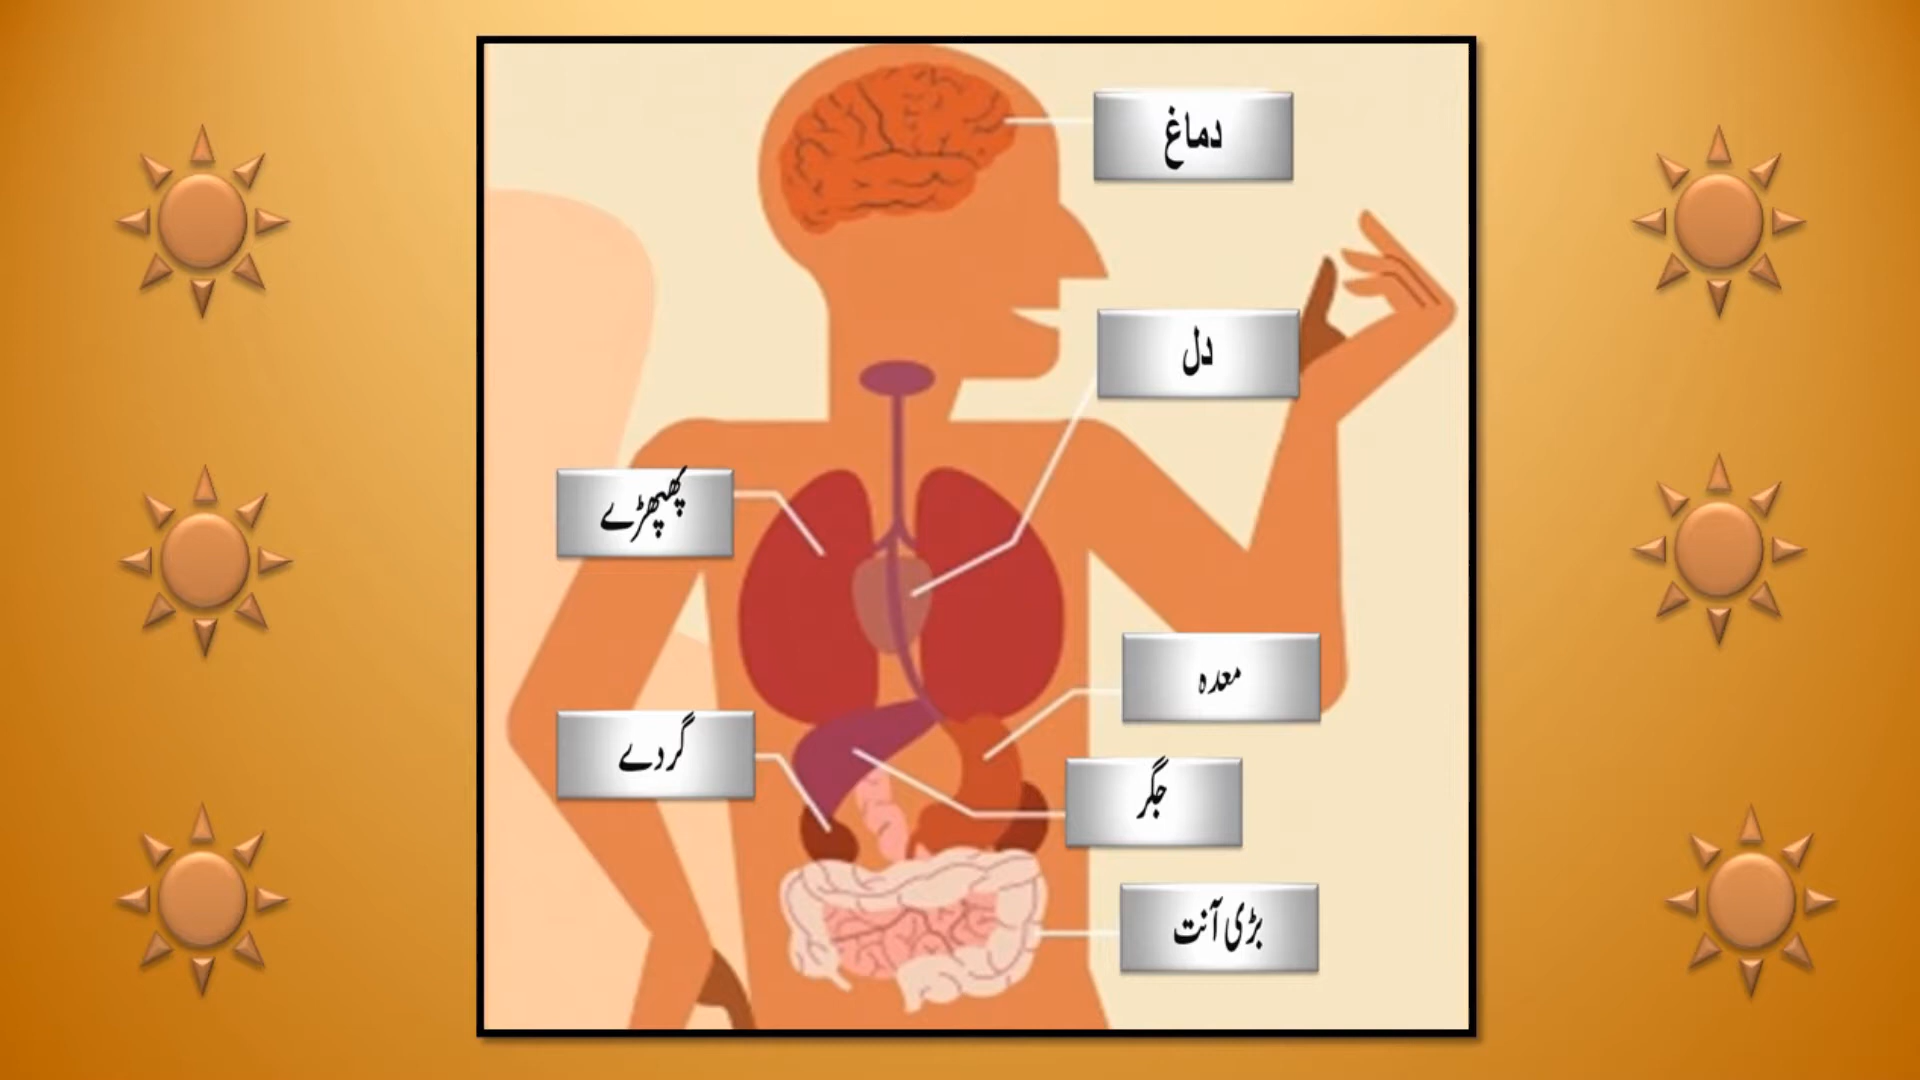 دماغ
دل
پھیپھڑے
معدہ
گردے
جگر
بڑی آنت